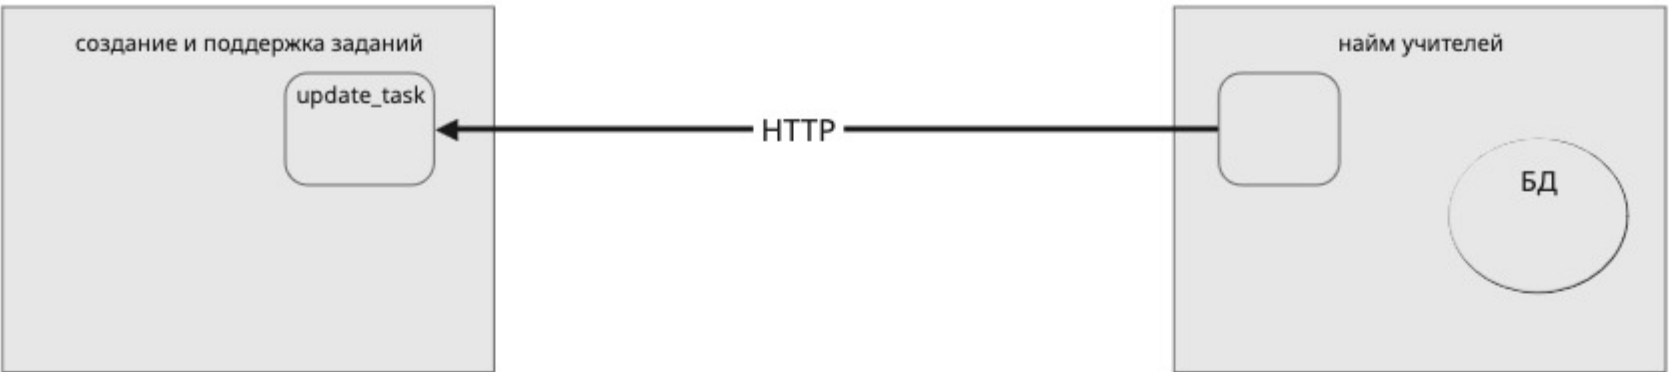 создание и поддержка заданий
найм учителей
update_task
HTTP
БД